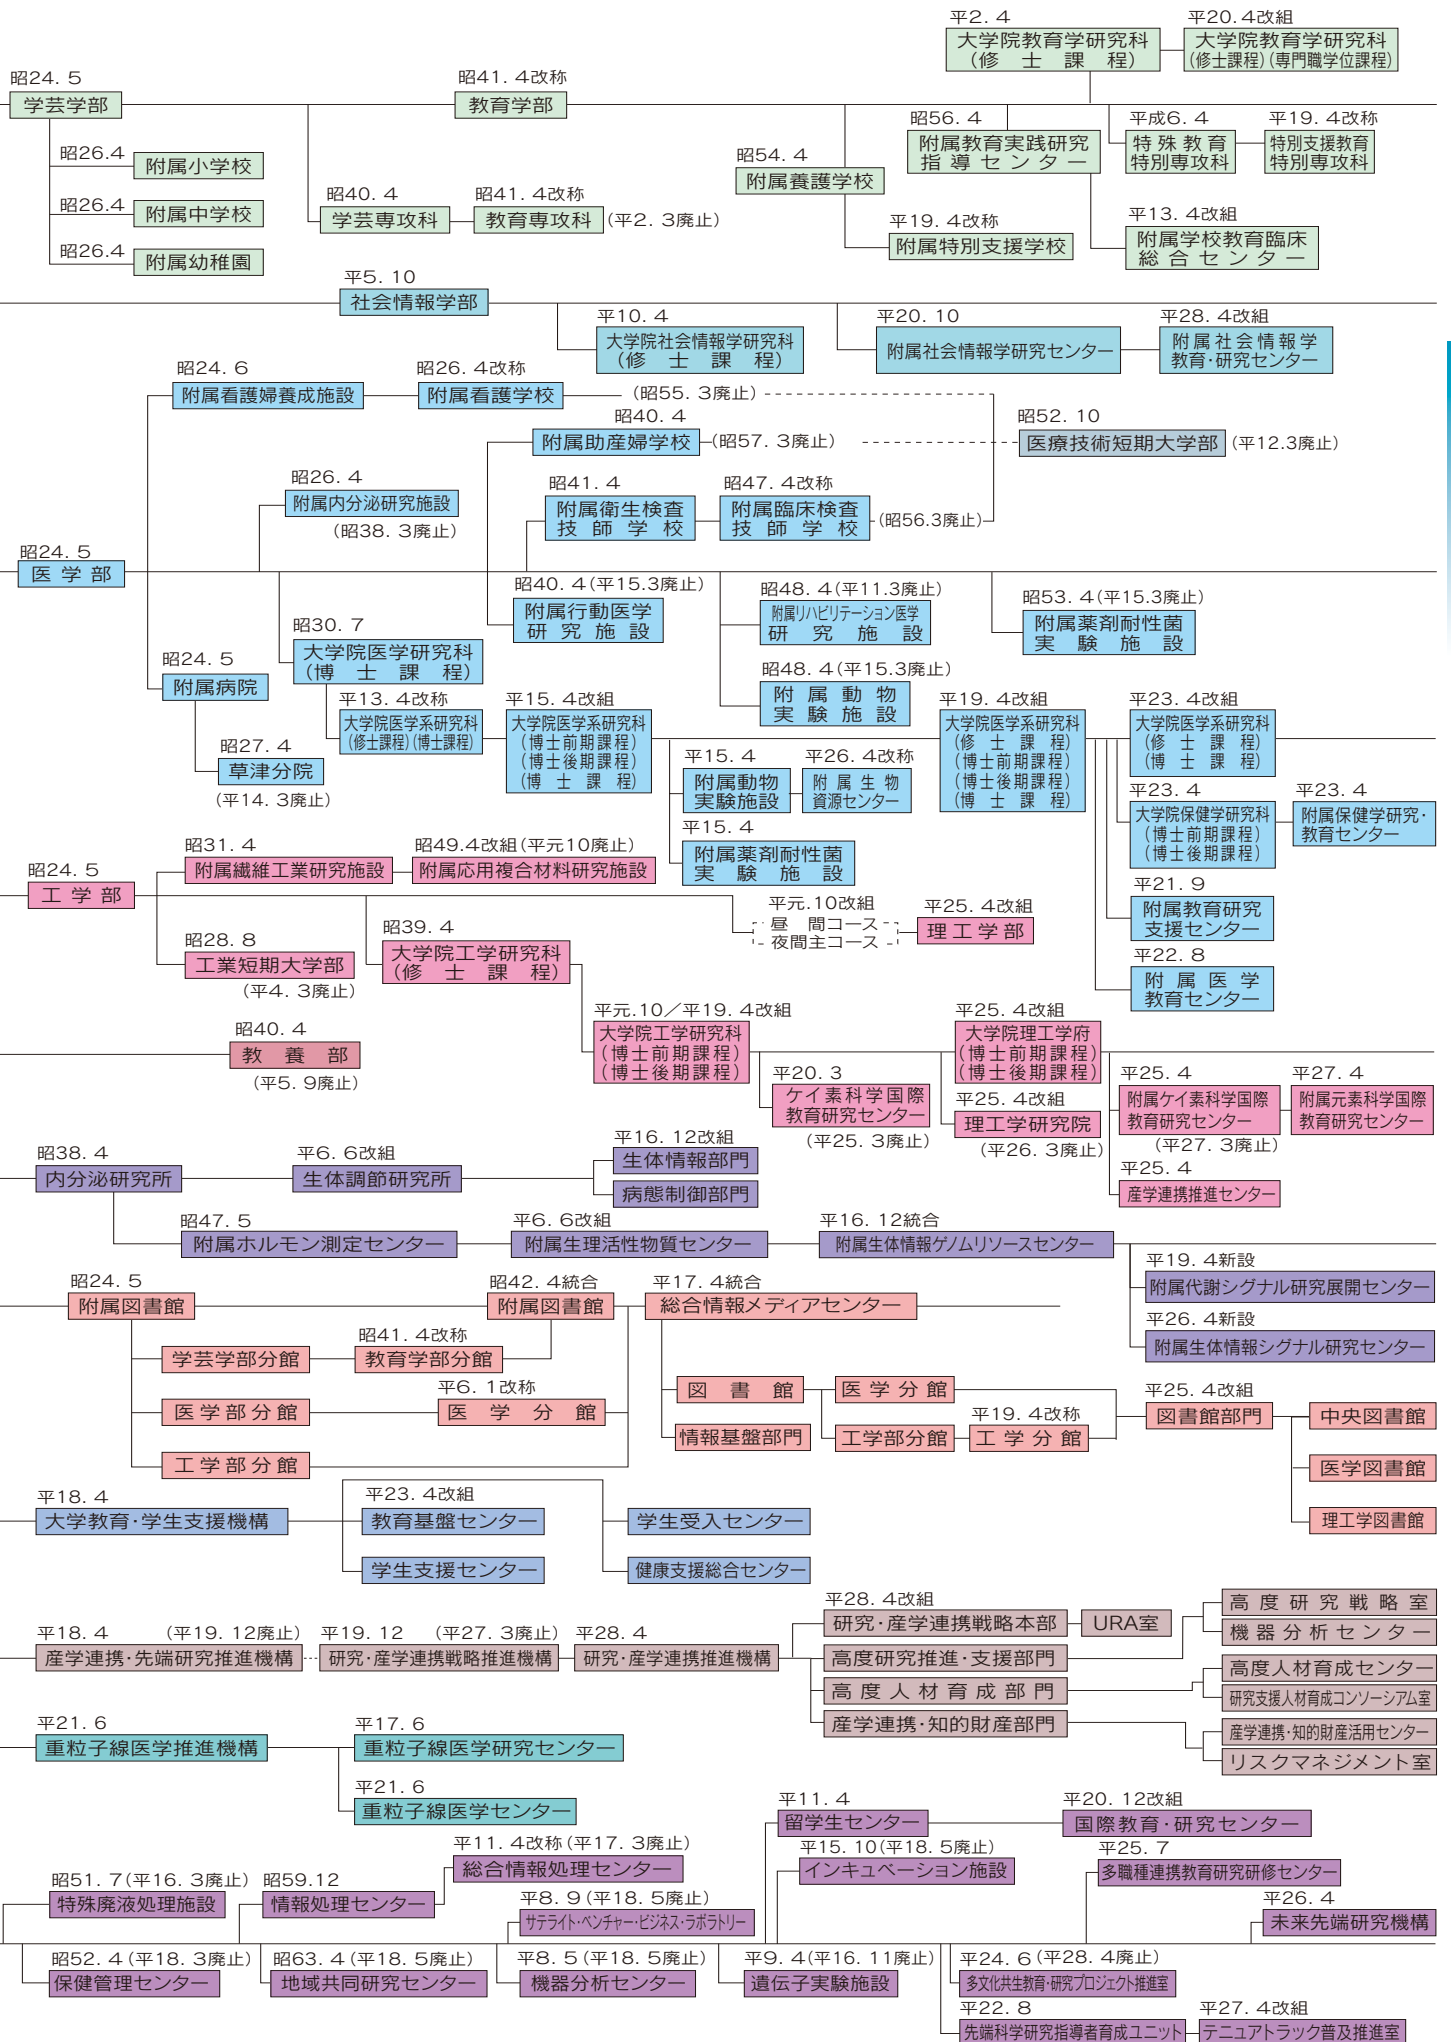 平2. 4
平20. 4改組
大学院教育学研究科
(修士課程)
大学院教育学研究科
(修士課程)(専門職学位課程)
昭24. 5
学芸学部
昭41. 4改称
教育学部
昭26.4
附属小学校
昭26.4
附属中学校
昭26.4
附属幼稚園
昭40. 4
学芸専攻科
昭41. 4改称
教育専攻科
(平2. 3廃止)
昭54. 4
附属養護学校
平19. 4改称
附属特別支援学校
昭56. 4
附属教育実践研究
指導センター
平成6. 4
特殊教育
特別専攻科
平19. 4改称
特別支援教育
特別専攻科
平13. 4改組
附属学校教育臨床
総合センター
平5. 10
社会情報学部
平10. 4
大学院社会情報学研究科
(修士課程)
平20. 10
附属社会情報学研究センター
平28. 4改組
附属社会情報学
教育・研究センター
昭24. 6
附属看護婦養成施設
昭26. 4改称
附属看護学校
(昭55. 3廃止)
昭40. 4
附属助産婦学校
(昭57. 3廃止)
昭52. 10
医療技術短期大学部
(平12.3廃止)
昭26. 4
附属内分泌研究施設
(昭38. 3廃止)
昭41. 4
附属衛生検査
技師学校
昭47. 4改称
附属臨床検査
技師学校
(昭56.3廃止)
昭24. 5
医学部
昭40. 4(平15.3廃止)
附属行動医学
研究施設
昭48. 4(平11.3廃止)
附属リハビリテーション医学
研究施設
昭53. 4(平15.3廃止)
附属薬剤耐性菌
実験施設
昭30. 7
大学院医学研究科
(博士課程)
昭24. 5
附属病院
昭48. 4(平15.3廃止)
附属動物
実験施設
昭27. 4
草津分院
(平14. 3廃止)
平13. 4改称
大学院医学系研究科
(修士課程)(博士課程)
平15. 4改組
大学院医学系研究科
(博士前期課程)
(博士後期課程)
(博士課程)
平15. 4
附属動物
実験施設
平26. 4改称
附属生物
資源センター
平15. 4
附属薬剤耐性菌
実験施設
平19. 4改組
大学院医学系研究科
(修士課程)
(博士前期課程)
(博士後期課程)
(博士課程)
平23. 4改組
大学院医学系研究科
(修士課程)
(博士課程)
平23. 4
大学院保健学研究科
(博士前期課程)
(博士後期課程)
平23. 4
附属保健学研究・
教育センター
平21. 9
附属教育研究
支援センター
平22. 8
附属医学
教育センター
昭24. 5
工学部
昭31. 4
附属繊維工業研究施設
昭49.4改組(平元10廃止)
附属応用複合材料研究施設
昭28. 8
工業短期大学部
(平4. 3廃止)
昭39. 4
大学院工学研究科
(修士課程)
平元.10改組
昼間コース
夜間主コース
平25. 4改組
理工学部
昭40. 4
教養部
(平5. 9廃止)
平元.10／平19. 4改組
大学院工学研究科
(博士前期課程)
(博士後期課程)
平20. 3
ケイ素科学国際
教育研究センター
(平25. 3廃止)
平25. 4改組
大学院理工学府
(博士前期課程)
(博士後期課程)
平25. 4改組
理工学研究院
(平26. 3廃止)
平25. 4
附属ケイ素科学国際
教育研究センター
(平27. 3廃止)
平27. 4
附属元素科学国際
教育研究センター
平25. 4
産学連携推進センター
昭38. 4
内分泌研究所
平6. 6改組
生体調節研究所
平16. 12改組
生体情報部門
病態制御部門
昭47. 5
附属ホルモン測定センター
平6. 6改組
附属生理活性物質センター
平16. 12統合
附属生体情報ゲノムリソースセンター
平19. 4新設
附属代謝シグナル研究展開センター
平26. 4新設
附属生体情報シグナル研究センター
昭24. 5
附属図書館
昭42. 4統合
附属図書館
平17. 4統合
総合情報メディアセンター
学芸学部分館
昭41. 4改称
教育学部分館
医学部分館
平6. 1改称
医学分館
工学部分館
図書館
情報基盤部門
医学分館
工学部分館
平19. 4改称
工学分館
平25. 4改組
図書館部門
中央図書館
医学図書館
理工学図書館
平18. 4
大学教育・学生支援機構
平23. 4改組
教育基盤センター
学生支援センター
学生受入センター
健康支援総合センター
平18. 4
(平19. 12廃止)
産学連携・先端研究推進機構
平19. 12
(平27. 3廃止)
研究・産学連携戦略推進機構
平28. 4
研究・産学連携推進機構
平28. 4改組
研究・産学連携戦略本部
URA室
高度研究推進・支援部門
高度人材育成部門
産学連携・知的財産部門
高度研究戦略室
機器分析センター
高度人材育成センター
研究支援人材育成コンソーシアム室
産学連携・知的財産活用センター
リスクマネジメント室
平21. 6
重粒子線医学推進機構
平17. 6
重粒子線医学研究センター
平21. 6
重粒子線医学センター
平11. 4
留学生センター
平20. 12改組
国際教育・研究センター
平11. 4改称(平17. 3廃止)
総合情報処理センター
平15. 10(平18. 5廃止)
インキュベーション施設
平25. 7
多職種連携教育研究研修センター
昭51. 7(平16. 3廃止)
特殊廃液処理施設
昭59.12
情報処理センター
平8. 9(平18. 5廃止)
サテライト・ベンチャー・ビジネス・ラボラトリー
平26. 4
未来先端研究機構
昭52. 4(平18. 3廃止)
保健管理センター
昭63. 4(平18. 5廃止)
地域共同研究センター
平8. 5(平18. 5廃止)
機器分析センター
平9. 4(平16. 11廃止)
遺伝子実験施設
平24. 6(平28. 4廃止)
多文化共生教育・研究プロジェクト推進室
平22. 8
先端科学研究指導者育成ユニット
平27. 4改組
テニュアトラック普及推進室